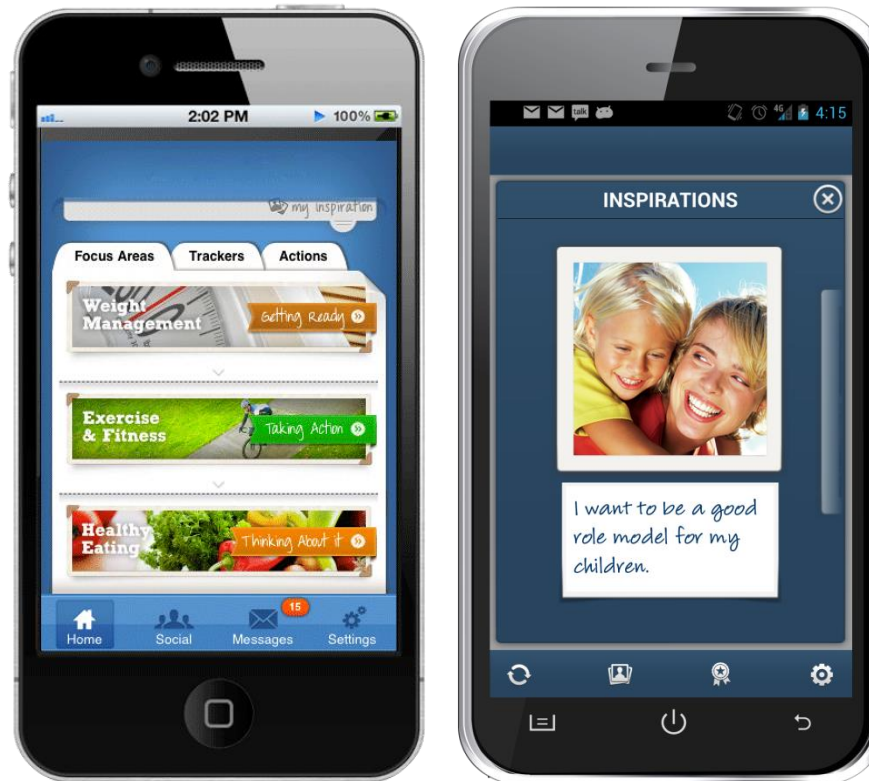 2:02 PM
100%
my inspiration
Focus Areas
Trackers
Actions
Weight
Management
Getting Ready
Exercise
& Fitness
Taking Action
Healthy
Eating
Thinking About it
15
Home
Social
Messages
Settings
talk
4G
4:15
INSPIRATIONS
I want to be a good
role model for my
children.